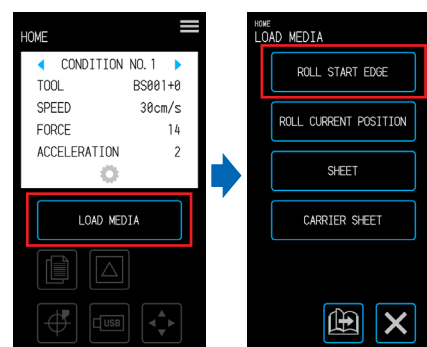 HOME
CONDITION NO.1
TOOL BS001+0
SPEED 30cm/s
FORCE 14
ACCELERATION 2
LOAD MEDIA
USB
HOME
LOAD MEDIA
ROLL START EDGE
ROLL CURRENT POSITION
SHEET
CARRIER SHEET